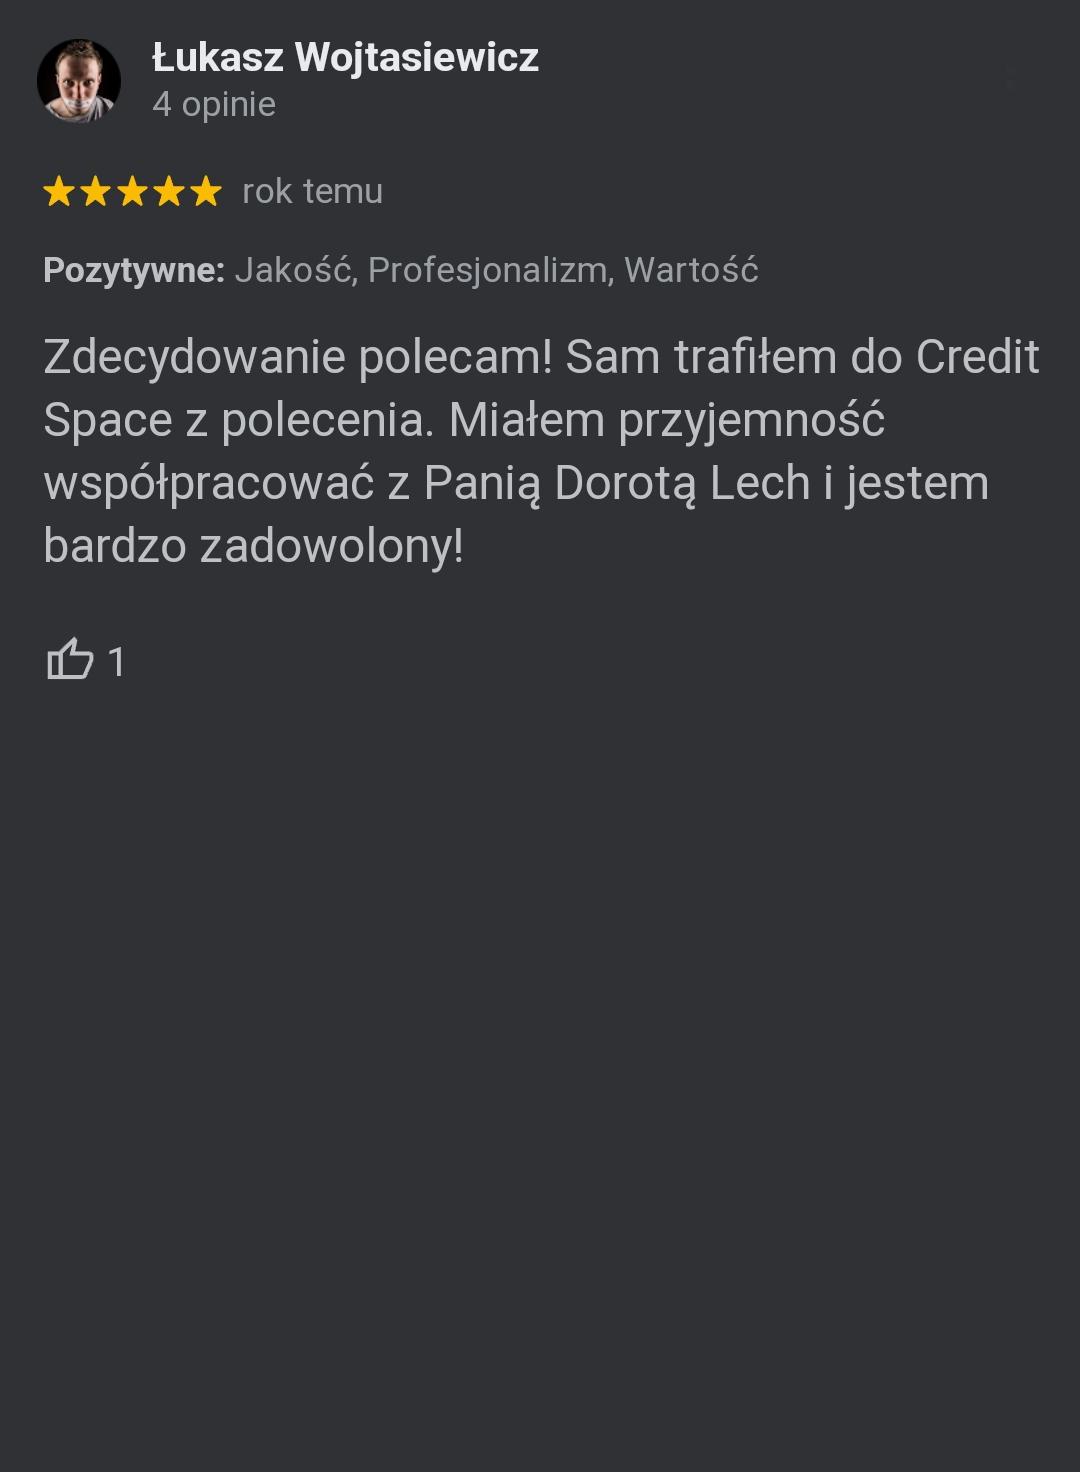 Łukasz Wojtasiewicz
4 opinie
rok temu
Pozytywne: Jakość, Profesjonalizm, Wartość
Zdecydowanie polecam! Sam trafiłem do Credit
Space z polecenia. Miałem przyjemność
współpracować z Panią Dorotą Lech i jestem
bardzo zadowolony!
1